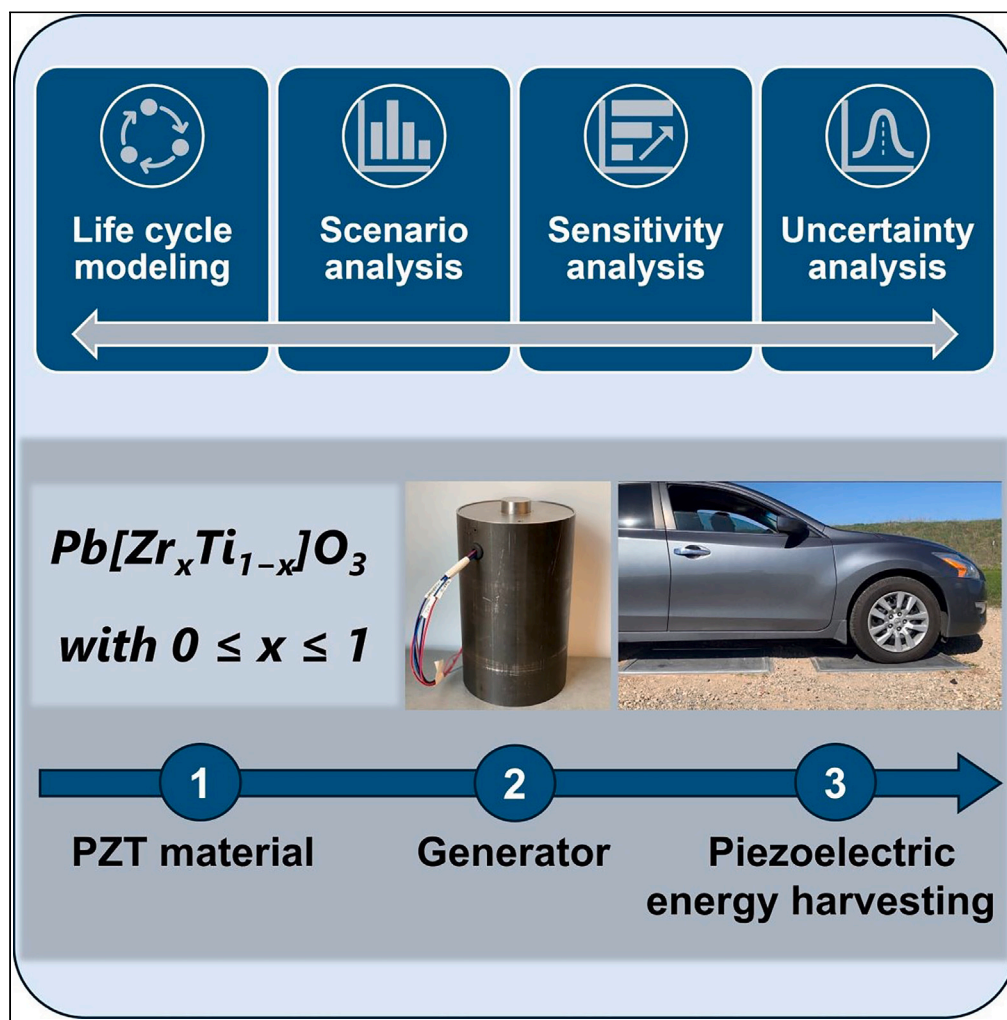 Life cycle
modeling
Scenario
analysis
Sensitivity
analysis
Uncertainty
analysis
Pb[ZrₓTi₁₋ₓ]O₃
with 0 ≤ x ≤ 1
1
2
3
PZT material
Generator
Piezoelectric
energy harvesting